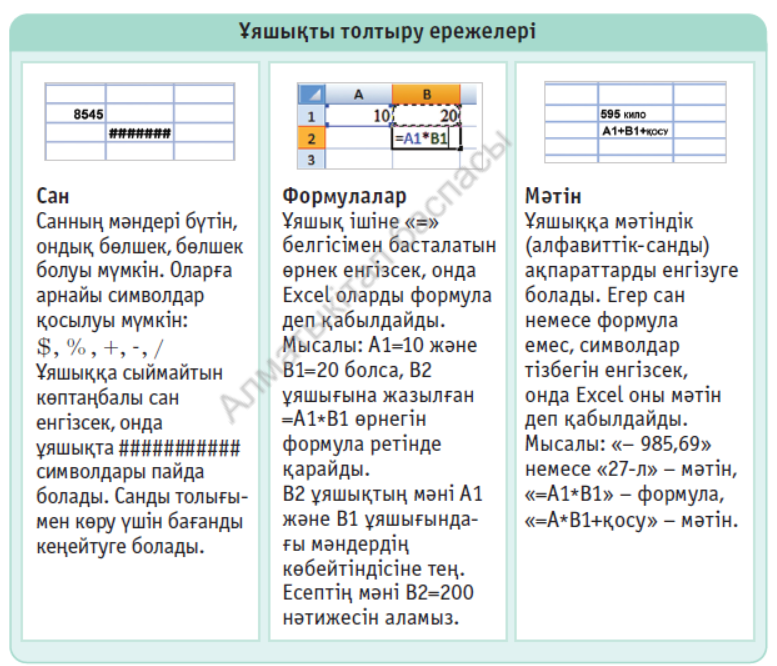 Ұяшықты толтыру ережелері
8545
#######
Сан
Санның мәндері бүтін,
ондық бөлшек, бөлшек
болуы мүмкін. Оларға
арнайы символдар
қосылуы мүмкін:
$, %, +, -, /
Ұяшыққа сыймайтын
көптаңбалы сан
енгізсек, онда
ұяшықта ###########
символдары пайда
болады. Санды толығы-
мен көру үшін бағанды
кеңейтуге болады.
A B
1 10 20
2 =A1*B1
3
Формулалар
Ұяшық ішіне «=»
белгісімен басталатын
өрнек енгізсек, онда
Excel оларды формула
деп қабылдайды.
Мысалы: A1=10 және
B1=20 болса, B2
ұяшығына жазылған
=A1*B1 өрнегін
формула ретінде
қарайды.
B2 ұяшықтың мәні A1
және B1 ұяшығында-
ғы мәндердің
көбейтіндісіне тең.
Есептің мәні B2=200
нәтижесін аламыз.
595 кило
A1+B1+қосу
Мәтін
Ұяшыққа мәтіндік
(алфавиттік-санды)
ақпараттарды енгізуге
болады. Егер сан
немесе формула
емес, символдар
тізбегін енгізсек,
онда Excel оны мәтін
деп қабылдайды.
Мысалы: «– 985,69»
немесе «27-л» – мәтін,
«=A1*B1» – формула,
«=A*B1+қосу» – мәтін.
Алматыкітап баспасы